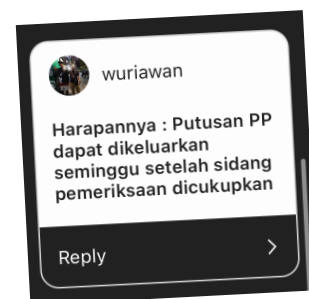 wuriawan
Harapannya : Putusan PP
dapat dikeluarkan
seminggu setelah sidang
pemeriksaan dicukupkan
Reply